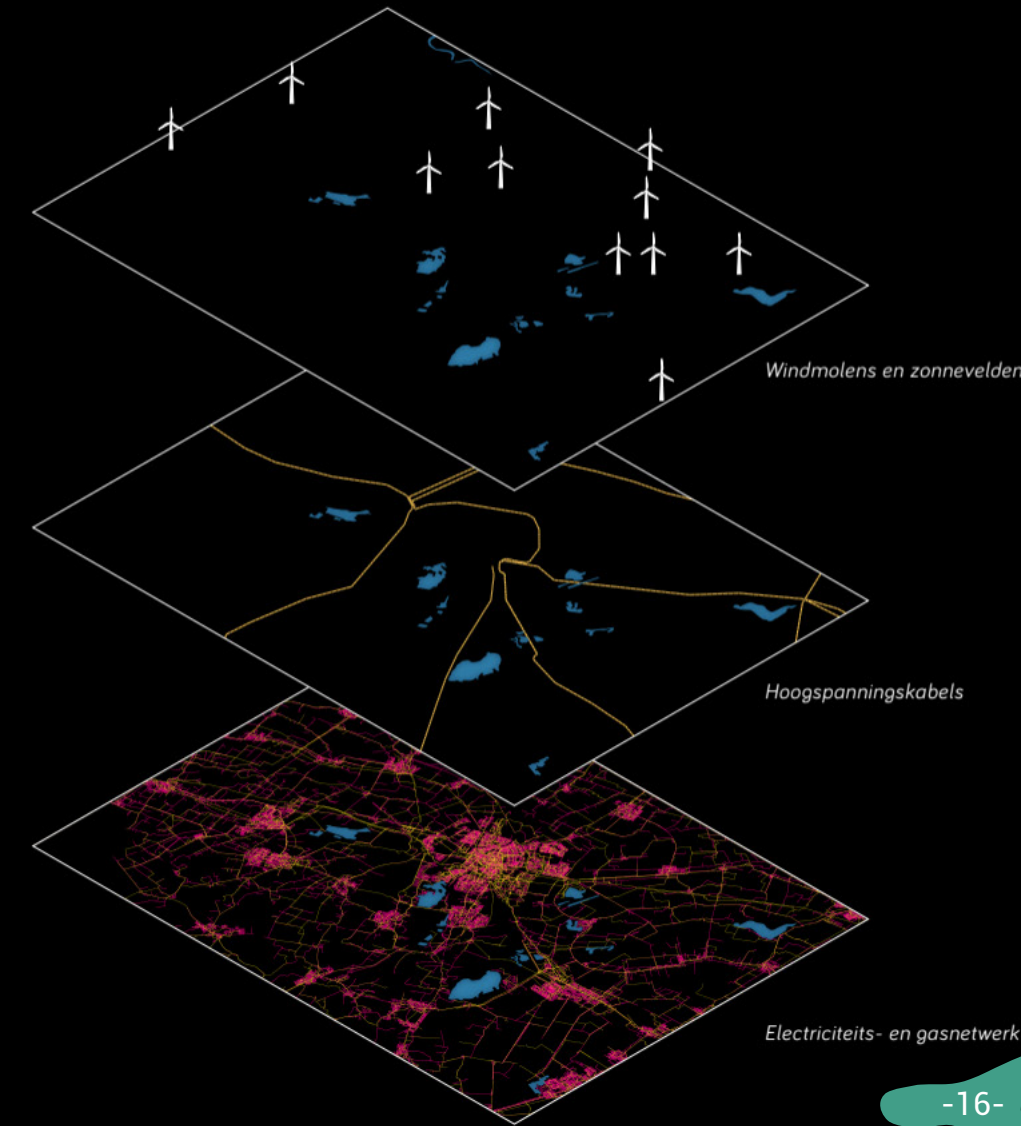 Windmolens en zonnevelden
Hoogspanningskabels
Electriciteits- en gasnetwerk
-16-